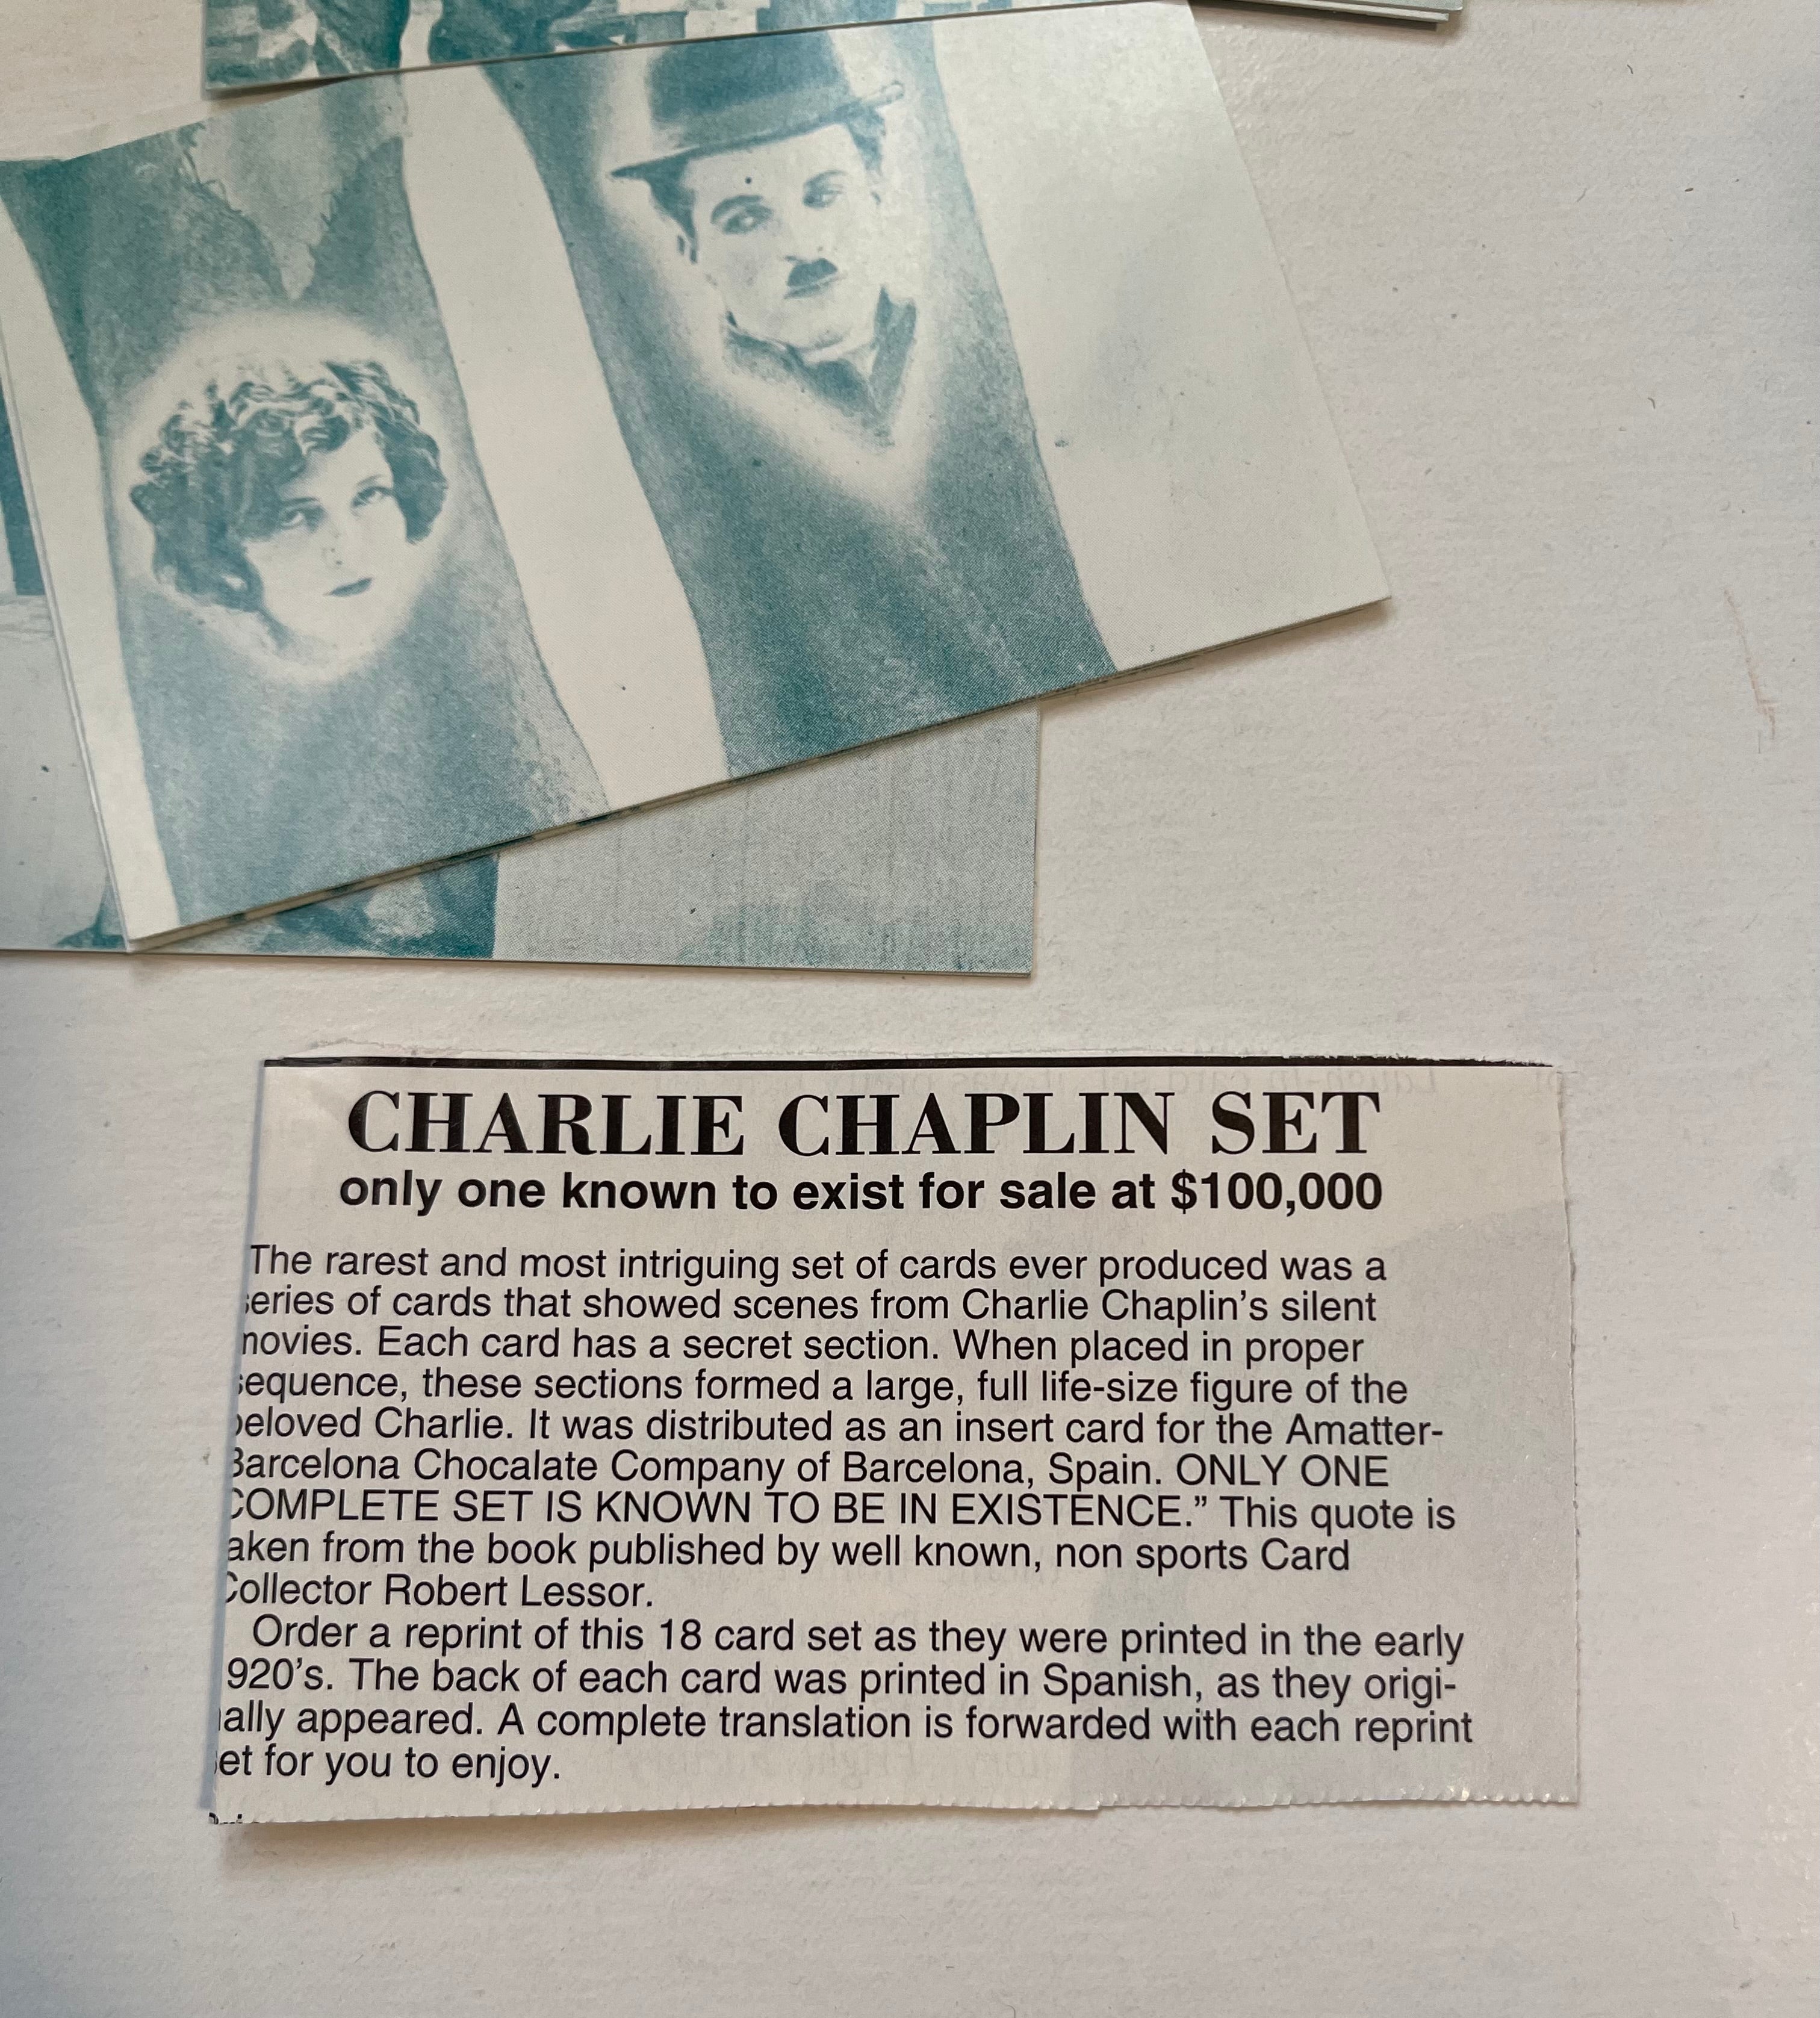 CHARLIE CHAPLIN SET
only one known to exist for sale at $100,000
The rarest and most intriguing set of cards ever produced was a
eries of cards that showed scenes from Charlie Chaplin's silent
movies. Each card has a secret section. When placed in proper
sequence, these sections formed a large, full life-size figure of the
beloved Charlie. It was distributed as an insert card for the Amatter-
Barcelona Chocalate Company of Barcelona, Spain. ONLY ONE
COMPLETE SET IS KNOWN TO BE IN EXISTENCE.” This quote is
aken from the book published by well known, non sports Card
Collector Robert Lessor.
Order a reprint of this 18 card set as they were printed in the early
920's. The back of each card was printed in Spanish, as they origi-
ally appeared. A complete translation is forwarded with each reprint
et for you to enjoy.